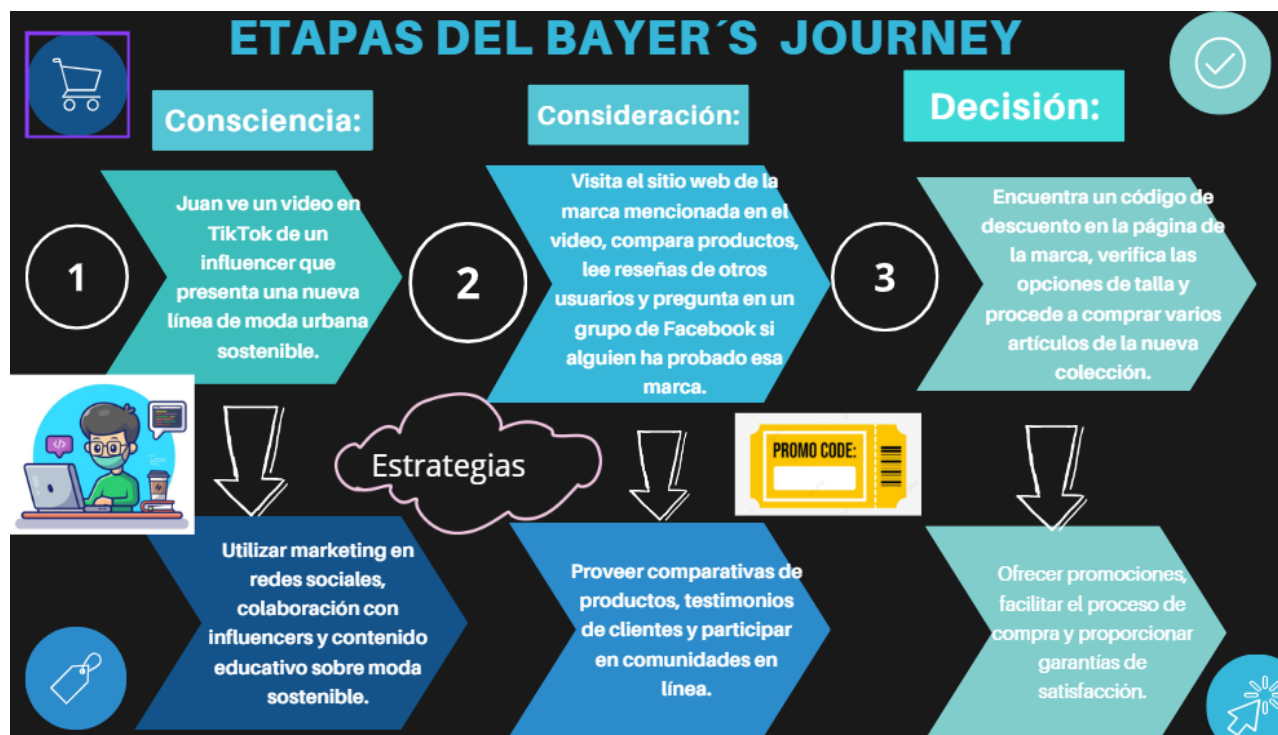 ETAPAS DEL BAYER´S JOURNEY
Consciencia:
Consideración:
Decisión:
1
Juan ve un video en
TikTok de un
influencer que
presenta una nueva
línea de moda urbana
sostenible.
2
Visita el sitio web de la
marca mencionada en el
video, compara productos,
lee reseñas de otros
usuarios y pregunta en un
grupo de Facebook si
alguien ha probado esa
marca.
3
Encuentra un código de
descuento en la página de
la marca, verifica las
opciones de talla y
procede a comprar varios
artículos de la nueva
colección.
Estrategias
PROMO CODE:
Utilizar marketing en
redes sociales,
colaboración con
influencers y contenido
educativo sobre moda
sostenible.
Proveer comparativas de
productos, testimonios
de clientes y participar
en comunidades en
línea.
Ofrecer promociones,
facilitar el proceso de
compra y proporcionar
garantías de
satisfacción.